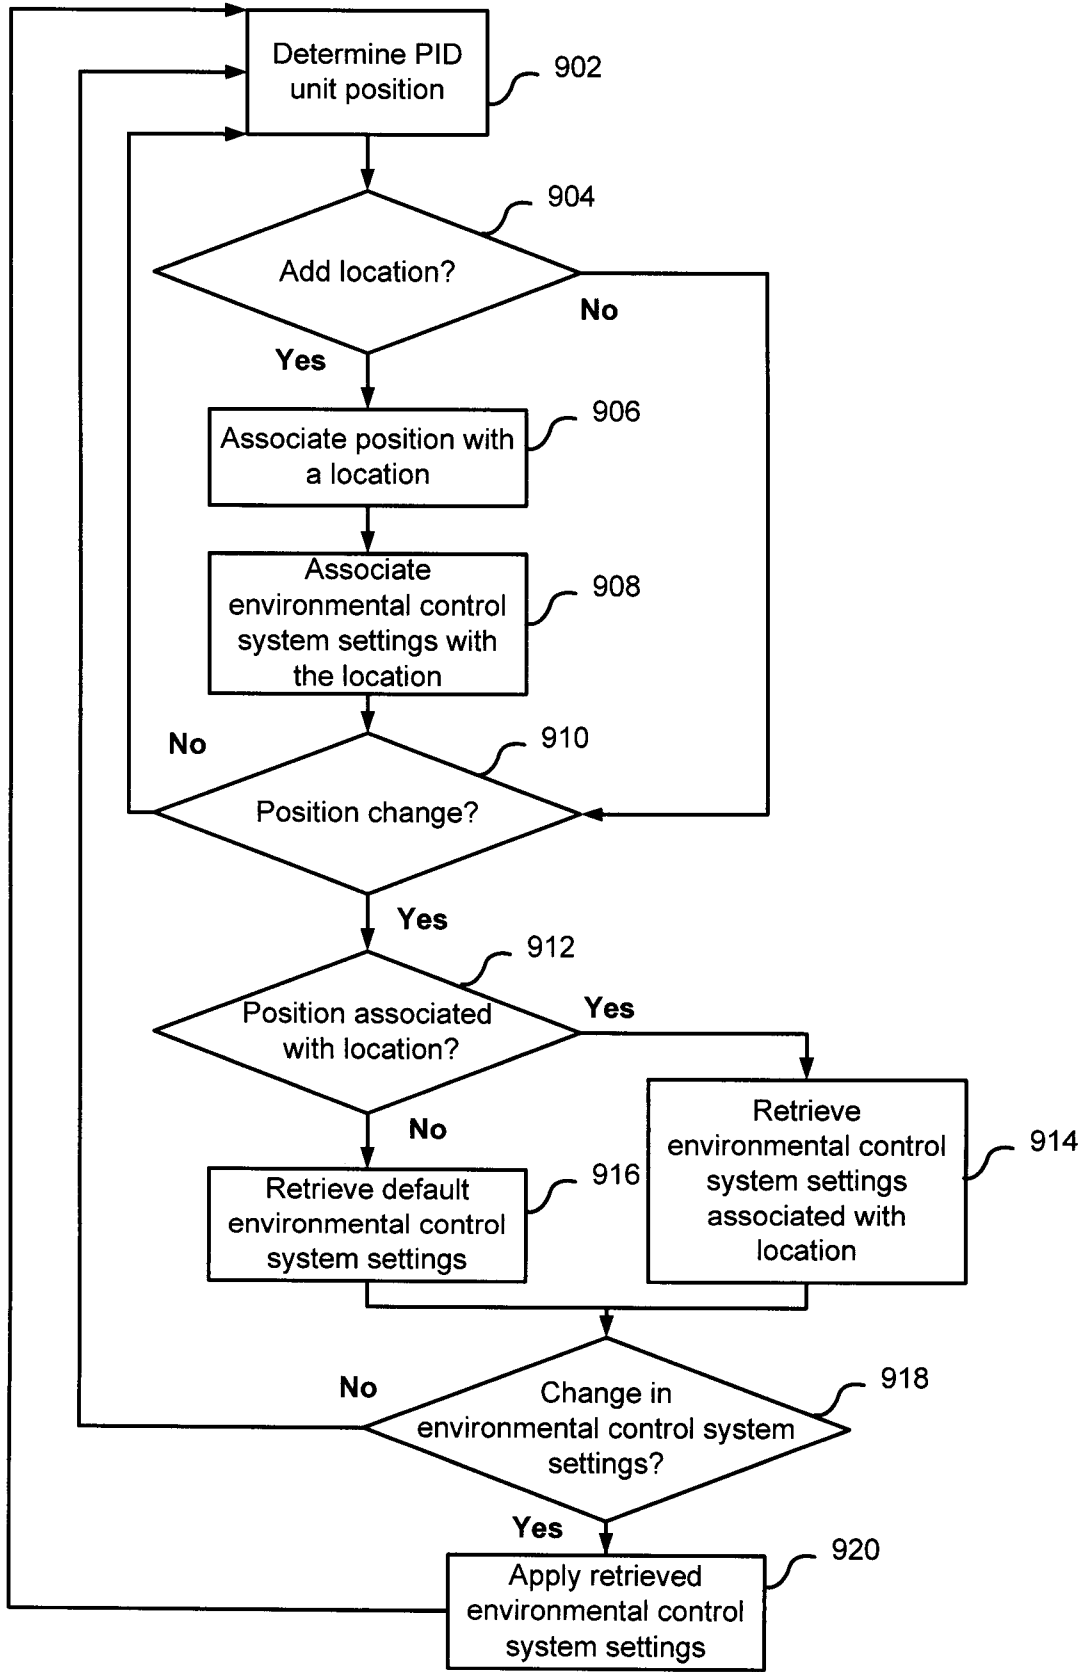 Determine PID
unit position
902
904
Add location?
No
Yes
906
Associate position with
a location
908
Associate
environmental control
system settings with
the location
No
910
Position change?
Yes
912
Position associated
with location?
Yes
No
Retrieve
environmental control
system settings
associated with
location
914
916
Retrieve default
environmental control
system settings
No
918
Change in
environmental control system
settings?
Yes
920
Apply retrieved
environmental control
system settings